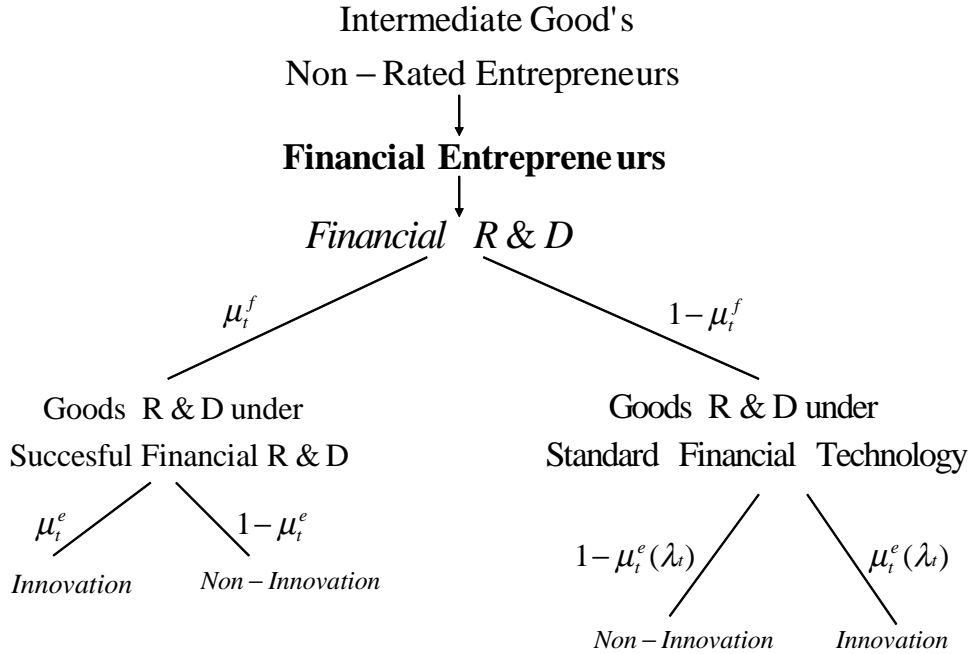 Intermediate Good's
Non – Rated Entrepreneurs
Financial Entrepreneurs
Financial R & D
μ_t^f
1 − μ_t^f
Goods R & D under
Succesful Financial R & D
Goods R & D under
Standard Financial Technology
μ_t^e
1 − μ_t^e
1 − μ_t^e(λ_t)
μ_t^e(λ_t)
Innovation
Non – Innovation
Non – Innovation
Innovation